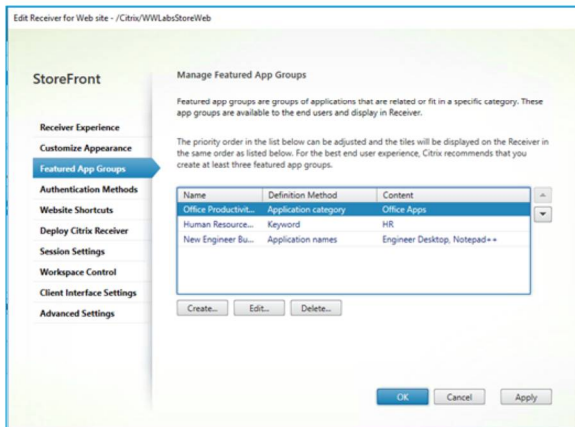 Edit Receiver for Web site - /Citrix/WWLabsStoreWeb
StoreFront
Receiver Experience
Customize Appearance
Featured App Groups
Authentication Methods
Website Shortcuts
Deploy Citrix Receiver
Session Settings
Workspace Control
Client Interface Settings
Advanced Settings
Manage Featured App Groups
Featured app groups are groups of applications that are related or fit in a specific category. These
app groups are available to the end users and display in Receiver.
The priority order in the list below can be adjusted and the tiles will be displayed on the Receiver in
the same order as listed below. For the best end user experience, Citrix recommends that you
create at least three featured app groups.
Name Definition Method Content
Office Productivit... Application category Office Apps
Human Resource... Keyword HR
New Engineer Bu... Application names Engineer Desktop, Notepad++
Create... Edit... Delete...
OK Cancel Apply